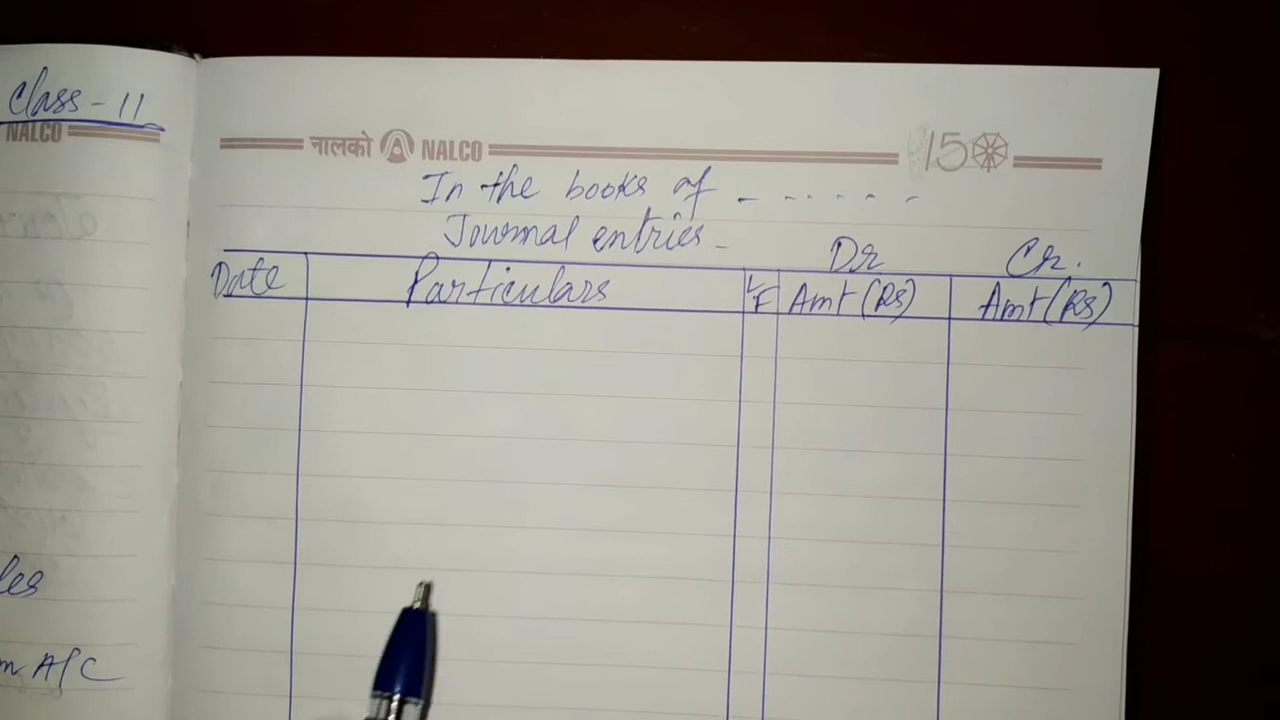 Class - 11
NALCO
les
m A/C
नालको NALCO 150
In the books of - - - - - - -
Journal entries -
Dr Cr.
Date Particulars LF Amt (Rs) Amt (Rs)